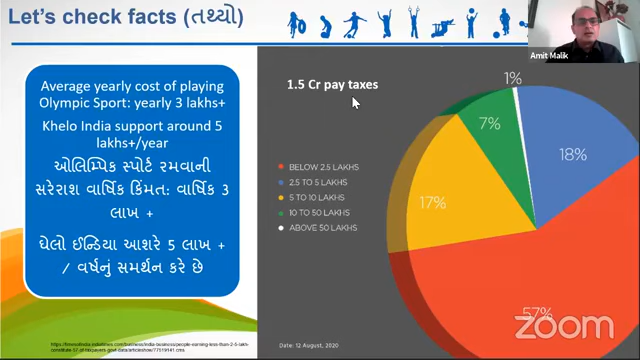 Let's check facts (તથ્યો)
Amit Malik
Average yearly cost of playing
Olympic Sport: yearly 3 lakhs+
Khelo India support around 5
lakhs+/year
ઓલિમ્પિક સ્પોર્ટ રમવાની
સરેરાશ વાર્ષિક કિંમત: વાર્ષિક 3
લાખ +
ઘેલો ઈન્ડિયા આશરે 5 લાખ +
/ વર્ષનું સમર્થન કરે છે
1.5 Cr pay taxes
BELOW 2.5 LAKHS
2.5 TO 5 LAKHS
5 TO 10 LAKHS
10 TO 50 LAKHS
ABOVE 50 LAKHS
1%
7%
18%
17%
57%
zoom
Date: 12 August, 2020